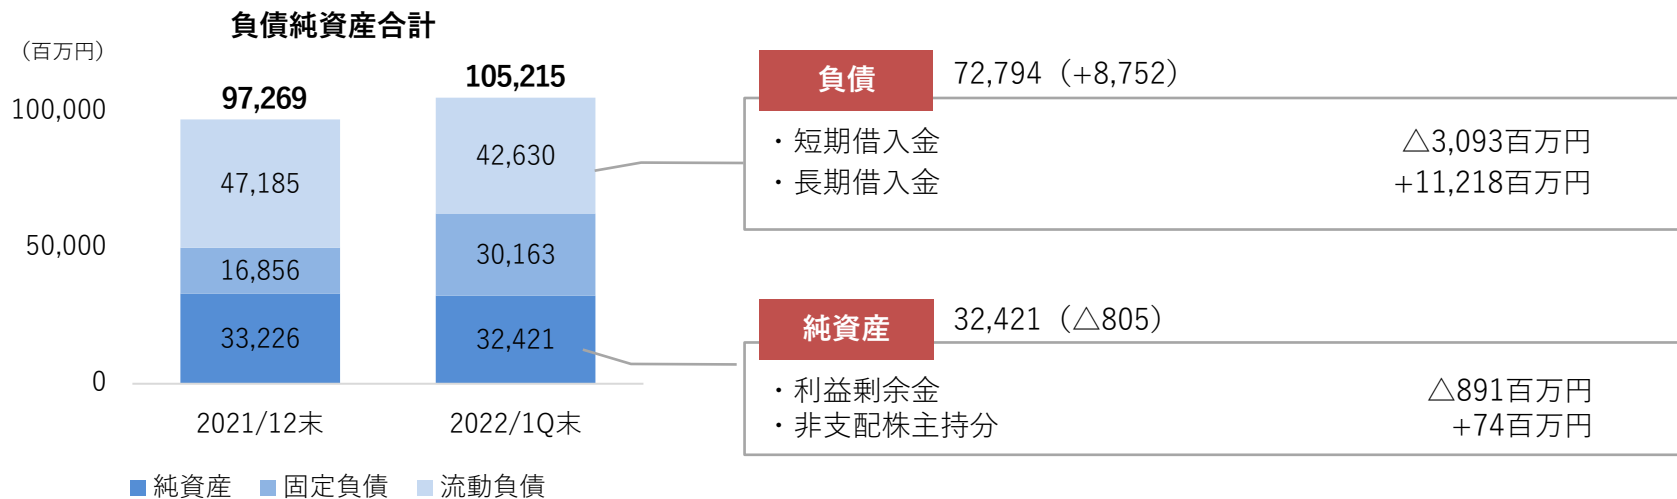 負債純資産合計
（百万円）
97,269
105,215
100,000
50,000
0
47,185
16,856
33,226
42,630
30,163
32,421
2021/12末
2022/1Q末
純資産
固定負債
流動負債
負債
72,794（+8,752）
・短期借入金 △3,093百万円
・長期借入金 +11,218百万円
純資産
32,421（△805）
・利益剰余金 △891百万円
・非支配株主持分 +74百万円